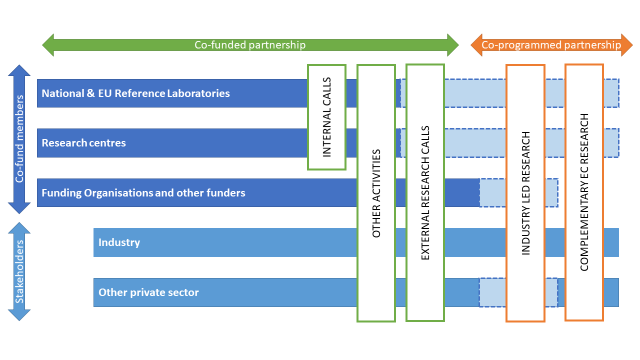 Co-funded partnership
Co-programmed partnership
Co-fund members
National & EU Reference Laboratories
Research centres
Funding Organisations and other funders
Stakeholders
Industry
Other private sector
INTERNAL CALLS
OTHER ACTIVITIES
EXTERNAL RESEARCH CALLS
INDUSTRY LED RESEARCH
COMPLEMENTARY EC RESEARCH